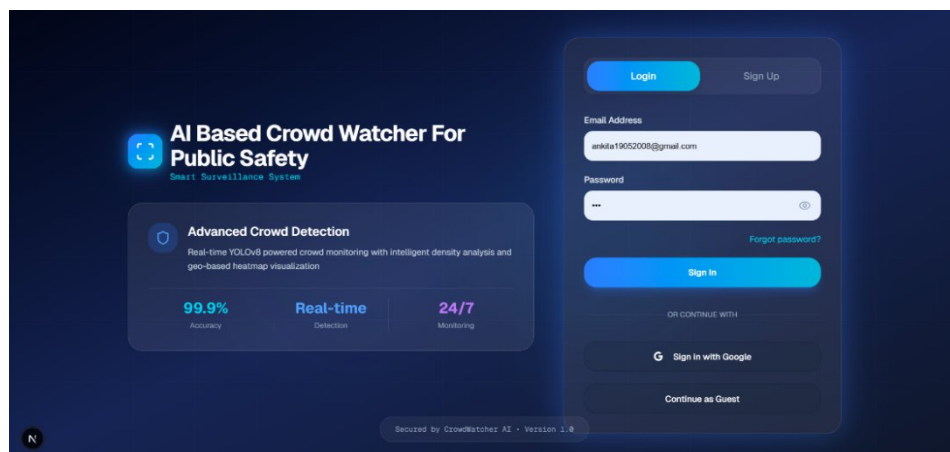 AI Based Crowd Watcher For
Public Safety
Smart Surveillance System
Advanced Crowd Detection
Real-time YOLOv8 powered crowd monitoring with intelligent density analysis and
geo-based heatmap visualization
99.9%
Accuracy
Real-time
Detection
24/7
Monitoring
Login
Sign Up
Email Address
ankita19052008@gmail.com
Password
•••
Forgot password?
Sign In
OR CONTINUE WITH
G Sign in with Google
Continue as Guest
Secured by CrowdWatcher AI • Version 1.0
N